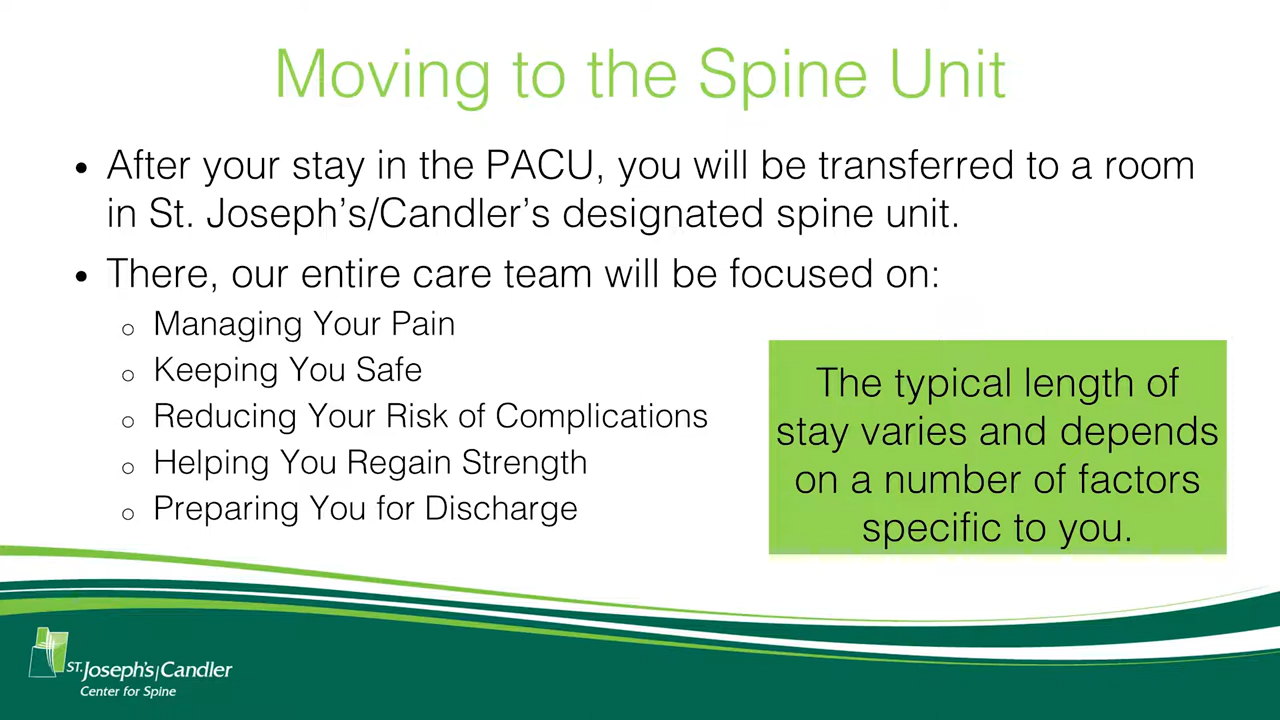 Moving to the Spine Unit
• After your stay in the PACU, you will be transferred to a room
in St. Joseph's/Candler's designated spine unit.
• There, our entire care team will be focused on:
o Managing Your Pain
o Keeping You Safe
o Reducing Your Risk of Complications
o Helping You Regain Strength
o Preparing You for Discharge
The typical length of
stay varies and depends
on a number of factors
specific to you.
ST. Joseph's|Candler
Center for Spine